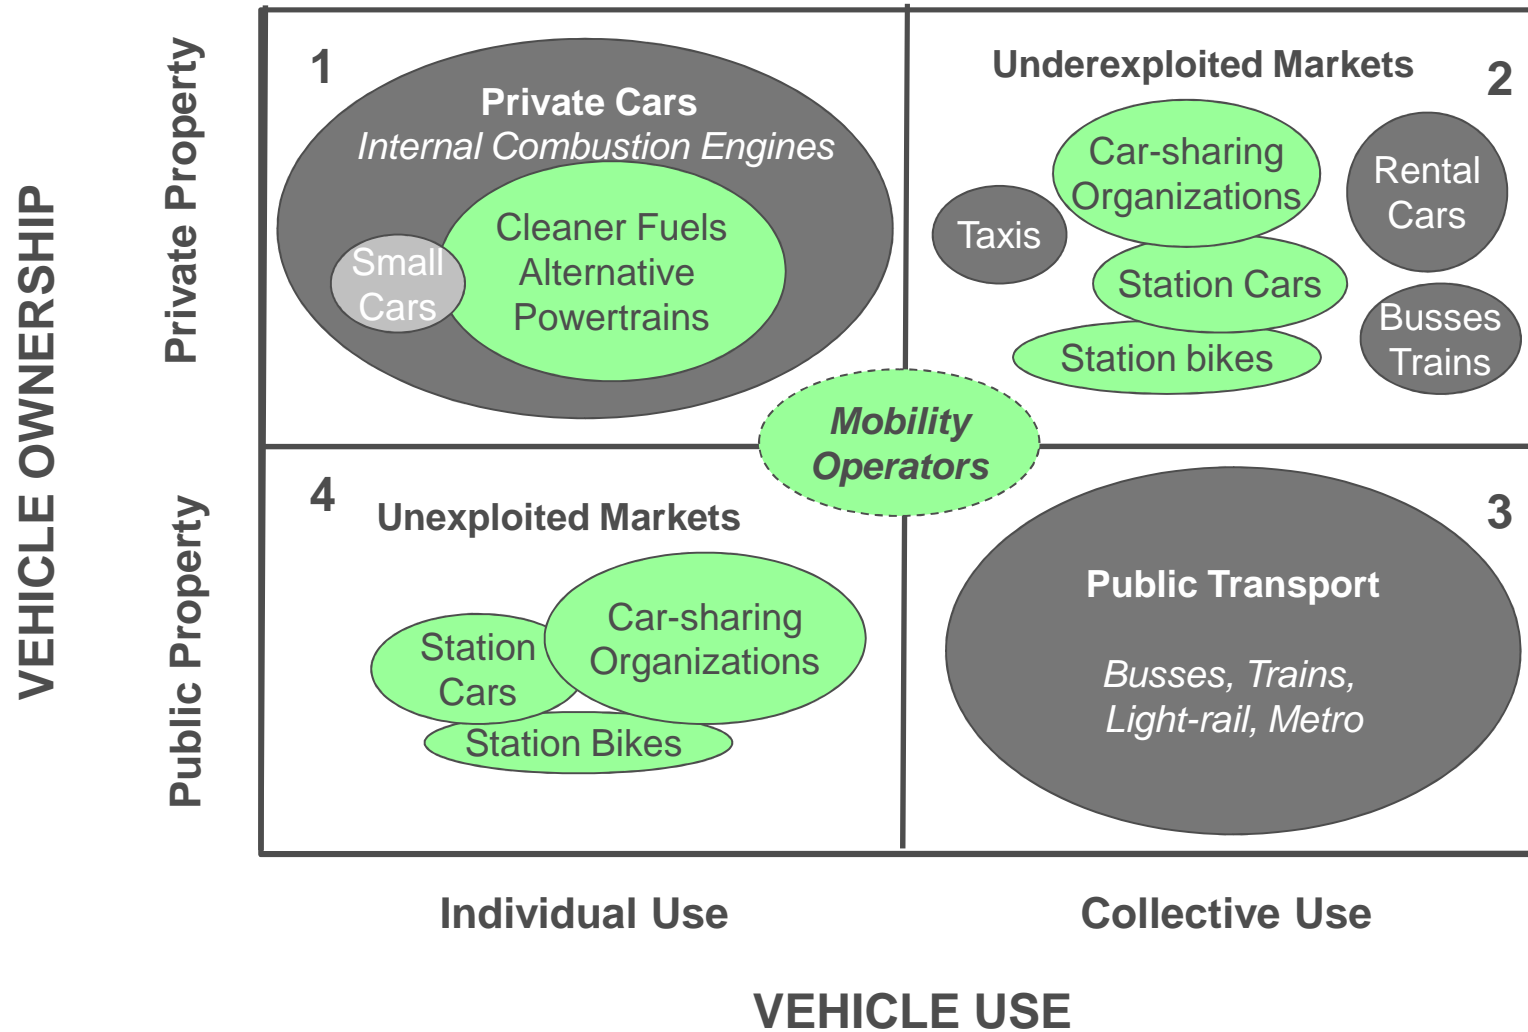 VEHICLE OWNERSHIP
Private Property
Public Property
1
Private Cars
Internal Combustion Engines
Cleaner Fuels
Alternative
Powertrains
Small
Cars
Underexploited Markets
2
Car-sharing
Organizations
Rental
Cars
Taxis
Station Cars
Busses
Trains
Station bikes
Mobility
Operators
4
Unexploited Markets
Car-sharing
Organizations
Station
Cars
Station Bikes
3
Public Transport
Busses, Trains,
Light-rail, Metro
Individual Use
Collective Use
VEHICLE USE